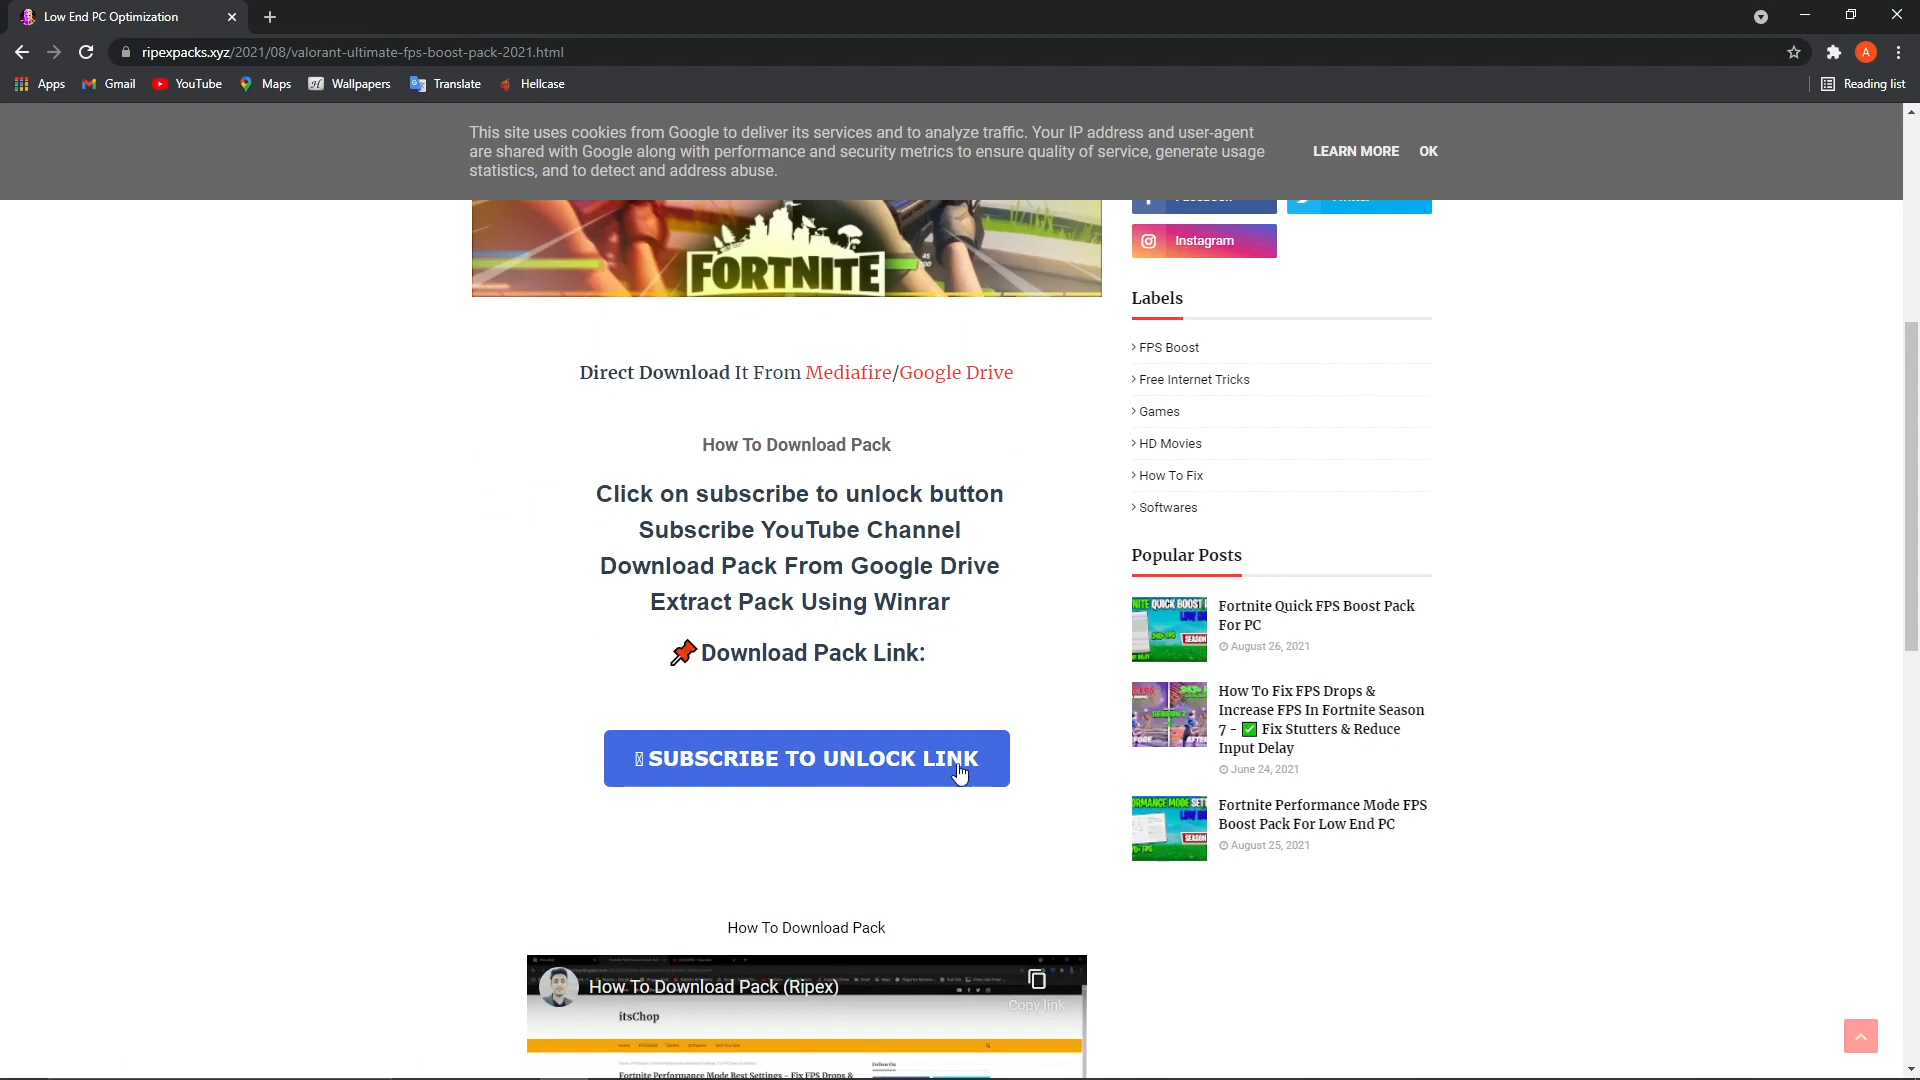 Low End PC Optimization
ripexpacks.xyz/2021/08/valorant-ultimate-fps-boost-pack-2021.html
A
Apps
Gmail
YouTube
Maps
Wallpapers
Translate
Hellcase
Reading list
This site uses cookies from Google to deliver its services and to analyze traffic. Your IP address and user-agent
are shared with Google along with performance and security metrics to ensure quality of service, generate usage
statistics, and to detect and address abuse.
LEARN MORE
OK
FORTNITE
Instagram
Labels
FPS Boost
Free Internet Tricks
Games
HD Movies
How To Fix
Softwares
Direct Download It From Mediafire/Google Drive
How To Download Pack
Click on subscribe to unlock button
Subscribe YouTube Channel
Download Pack From Google Drive
Extract Pack Using Winrar
📌Download Pack Link:
SUBSCRIBE TO UNLOCK LINK
Popular Posts
Fortnite Quick FPS Boost Pack
For PC
August 26, 2021
How To Fix FPS Drops &
Increase FPS In Fortnite Season
7 - ✅ Fix Stutters & Reduce
Input Delay
June 24, 2021
Fortnite Performance Mode FPS
Boost Pack For Low End PC
August 25, 2021
How To Download Pack
How To Download Pack (Ripex)
Copy link
itsChop
Fortnite Performance Mode Best Settings - Fix FPS Drops &